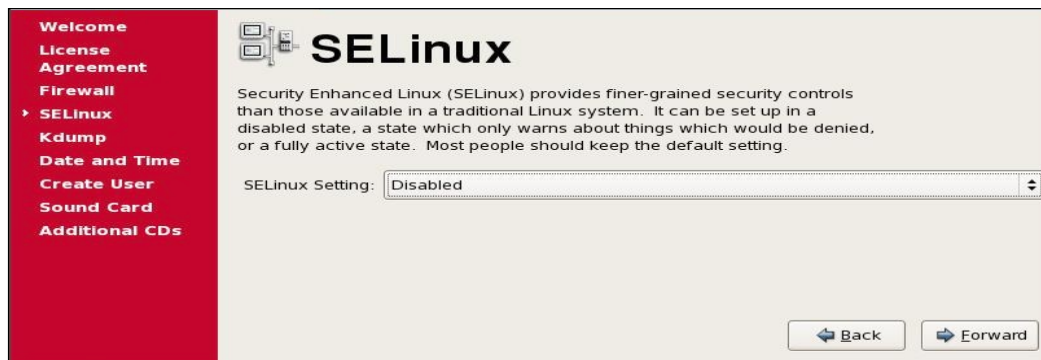 Welcome
License
Agreement
Firewall
SELinux
Kdump
Date and Time
Create User
Sound Card
Additional CDs
SELinux
Security Enhanced Linux (SELinux) provides finer-grained security controls
than those available in a traditional Linux system. It can be set up in a
disabled state, a state which only warns about things which would be denied,
or a fully active state. Most people should keep the default setting.
SELinux Setting: Disabled
Back Forward